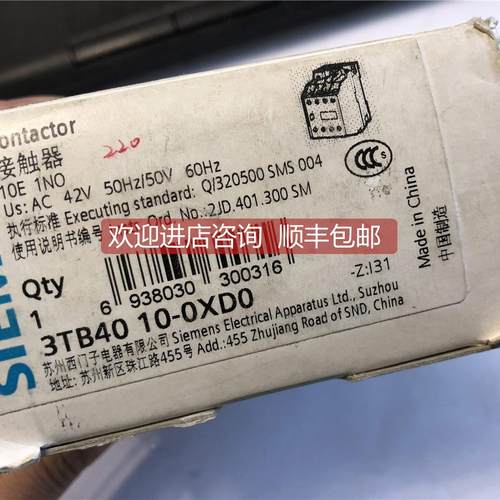 ontactor
接触器
220
10E 1NO
Us: AC 42V 50Hz/50V 60Hz
执行标准 Executing standard: Q/320500 SMS 004
使用说明书编号 Ord. No.:2JD.401.300 SM
欢迎进店咨询 顺丰包邮
CCC
Made in China
中国制造
SIEM
Qty
1
6 938030 300316
-Z:I31
3TB40 10-0XD0
苏州西门子电器有限公司 Siemens Electrical Apparatus Ltd., Suzhou
地址: 苏州新区珠江路455号 Add.:455 Zhujiang Road of SND, China